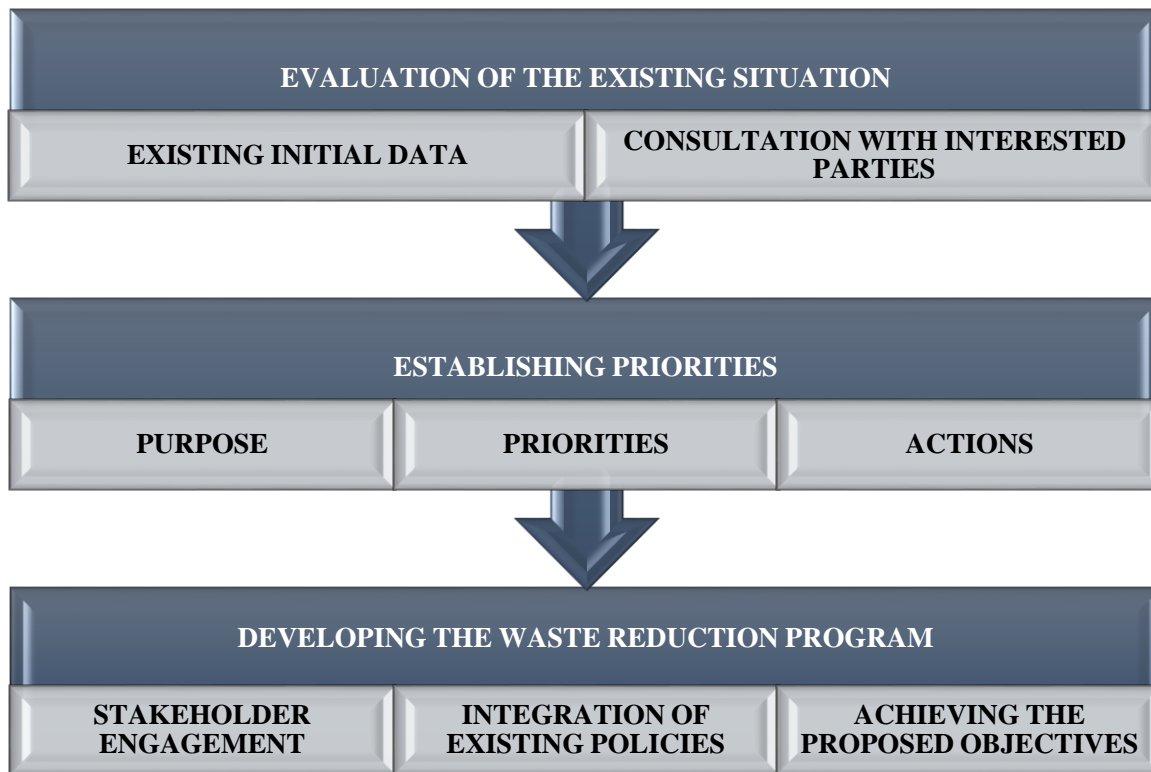 EVALUATION OF THE EXISTING SITUATION
EXISTING INITIAL DATA
CONSULTATION WITH INTERESTED
PARTIES
ESTABLISHING PRIORITIES
PURPOSE
PRIORITIES
ACTIONS
DEVELOPING THE WASTE REDUCTION PROGRAM
STAKEHOLDER
ENGAGEMENT
INTEGRATION OF
EXISTING POLICIES
ACHIEVING THE
PROPOSED OBJECTIVES